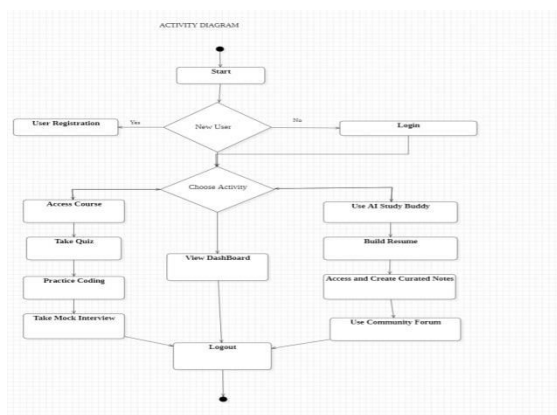 ACTIVITY DIAGRAM
Start
User Registration
Yes
New User
No
Login
Choose Activity
Access Course
Use AI Study Buddy
Take Quiz
Build Resume
View DashBoard
Practice Coding
Access and Create Curated Notes
Take Mock Interview
Use Community Forum
Logout